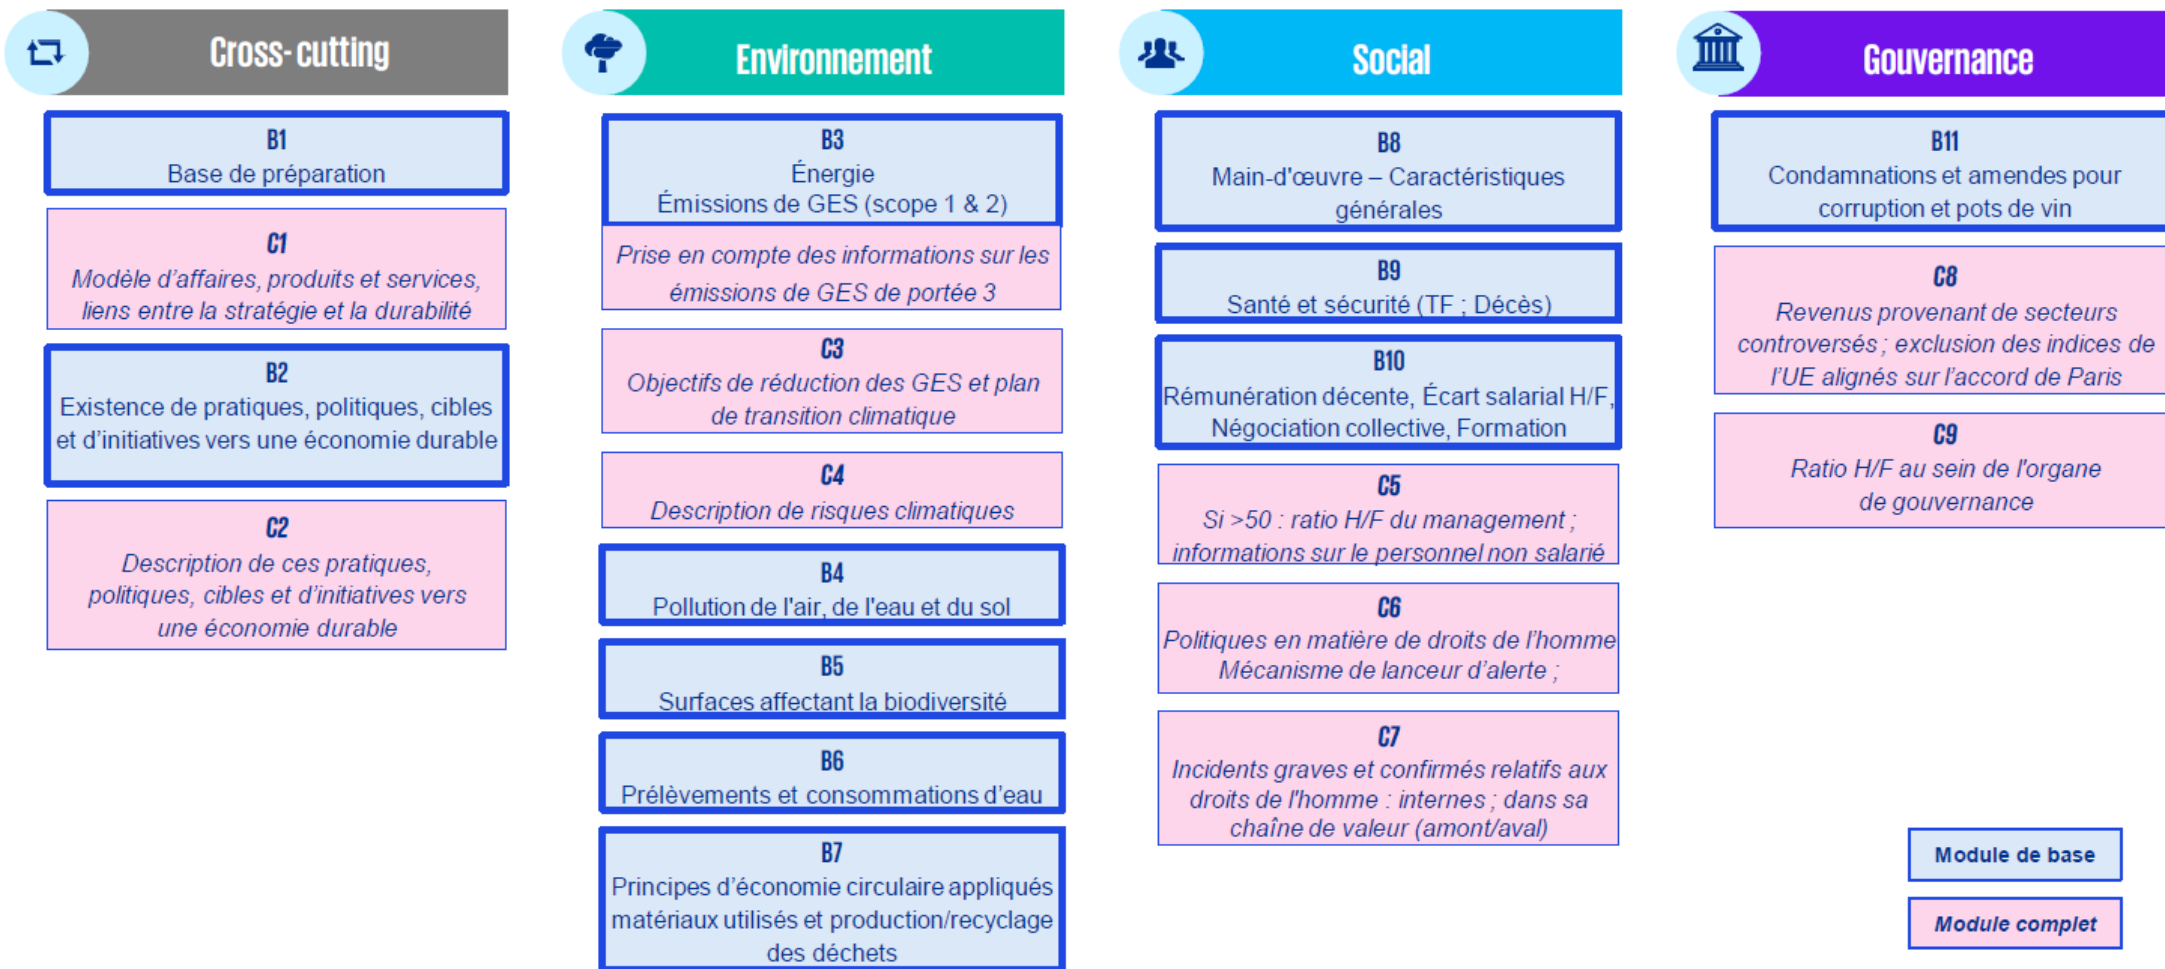 Cross-cutting
B1
Base de préparation
C1
Modèle d'affaires, produits et services,
liens entre la stratégie et la durabilité
B2
Existence de pratiques, politiques, cibles
et d'initiatives vers une économie durable
C2
Description de ces pratiques,
politiques, cibles et d'initiatives vers
une économie durable
Environnement
B3
Énergie
Émissions de GES (scope 1 & 2)
Prise en compte des informations sur les
émissions de GES de portée 3
C3
Objectifs de réduction des GES et plan
de transition climatique
C4
Description de risques climatiques
B4
Pollution de l'air, de l'eau et du sol
B5
Surfaces affectant la biodiversité
B6
Prélèvements et consommations d'eau
B7
Principes d'économie circulaire appliqués
matériaux utilisés et production/recyclage
des déchets
Social
B8
Main-d'œuvre – Caractéristiques
générales
B9
Santé et sécurité (TF ; Décès)
B10
Rémunération décente, Écart salarial H/F,
Négociation collective, Formation
C5
Si >50 : ratio H/F du management ;
informations sur le personnel non salarié
C6
Politiques en matière de droits de l'homme
Mécanisme de lanceur d'alerte ;
C7
Incidents graves et confirmés relatifs aux
droits de l'homme : internes ; dans sa
chaîne de valeur (amont/aval)
Gouvernance
B11
Condamnations et amendes pour
corruption et pots de vin
C8
Revenus provenant de secteurs
controversés ; exclusion des indices de
l'UE alignés sur l'accord de Paris
C9
Ratio H/F au sein de l'organe
de gouvernance
Module de base
Module complet